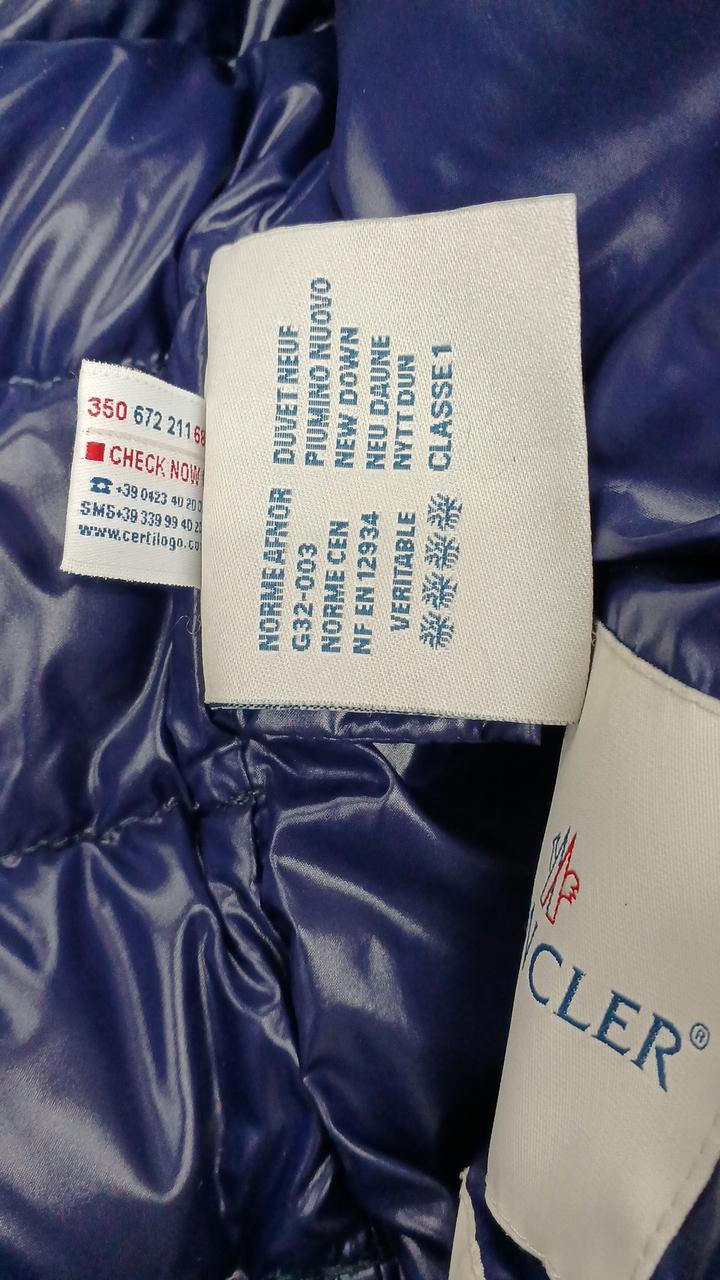 350 672 211 68
CHECK NOW
+39 0423 40 20 0
SMS+39 339 99 40 2
www.certilogo.co
NORME AFNOR DUVET NEUF
G32-003 PIUMINO NUOVO
NORME CEN NEW DOWN
NF EN 12934 NEU DAUNE
VERITABLE NYTT DUN
CLASSE 1
NCLER®